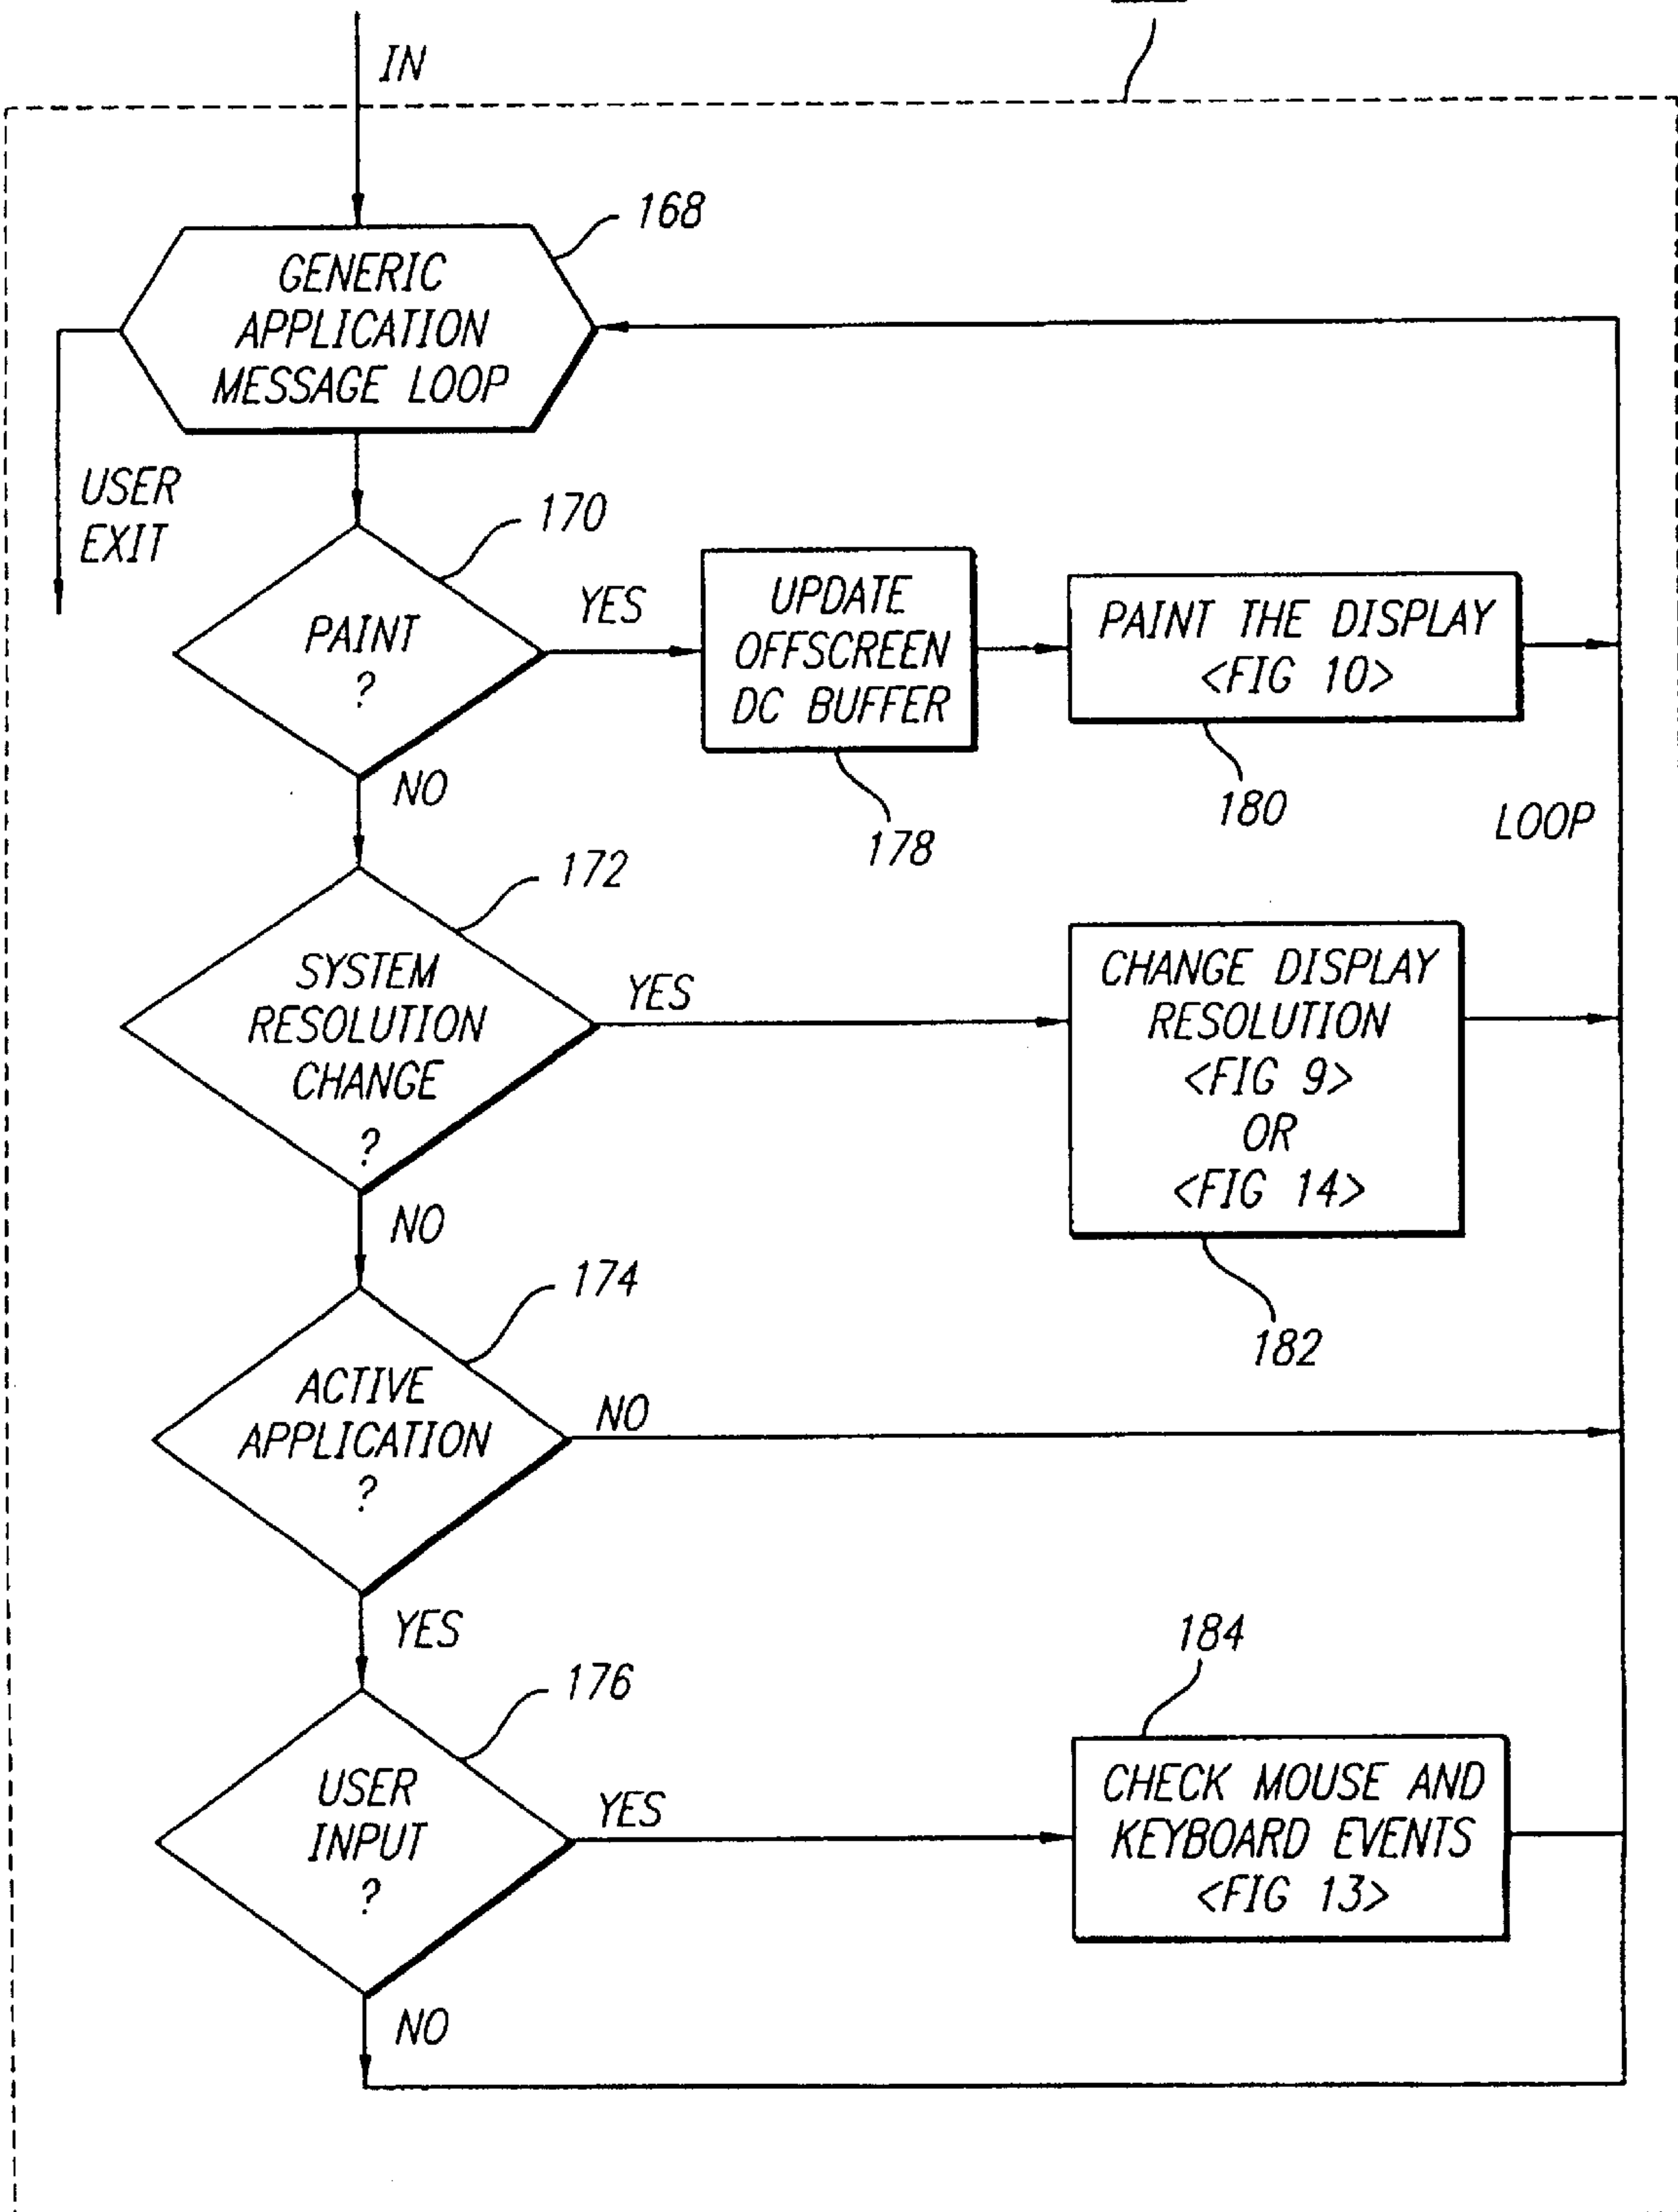 IN
168
GENERIC
APPLICATION
MESSAGE LOOP
USER
EXIT
170
PAINT
?
YES
UPDATE
OFFSCREEN
DC BUFFER
178
PAINT THE DISPLAY
<FIG 10>
180
LOOP
NO
172
SYSTEM
RESOLUTION
CHANGE
?
YES
CHANGE DISPLAY
RESOLUTION
<FIG 9>
OR
<FIG 14>
182
NO
174
ACTIVE
APPLICATION
?
NO
YES
176
USER
INPUT
?
YES
184
CHECK MOUSE AND
KEYBOARD EVENTS
<FIG 13>
NO